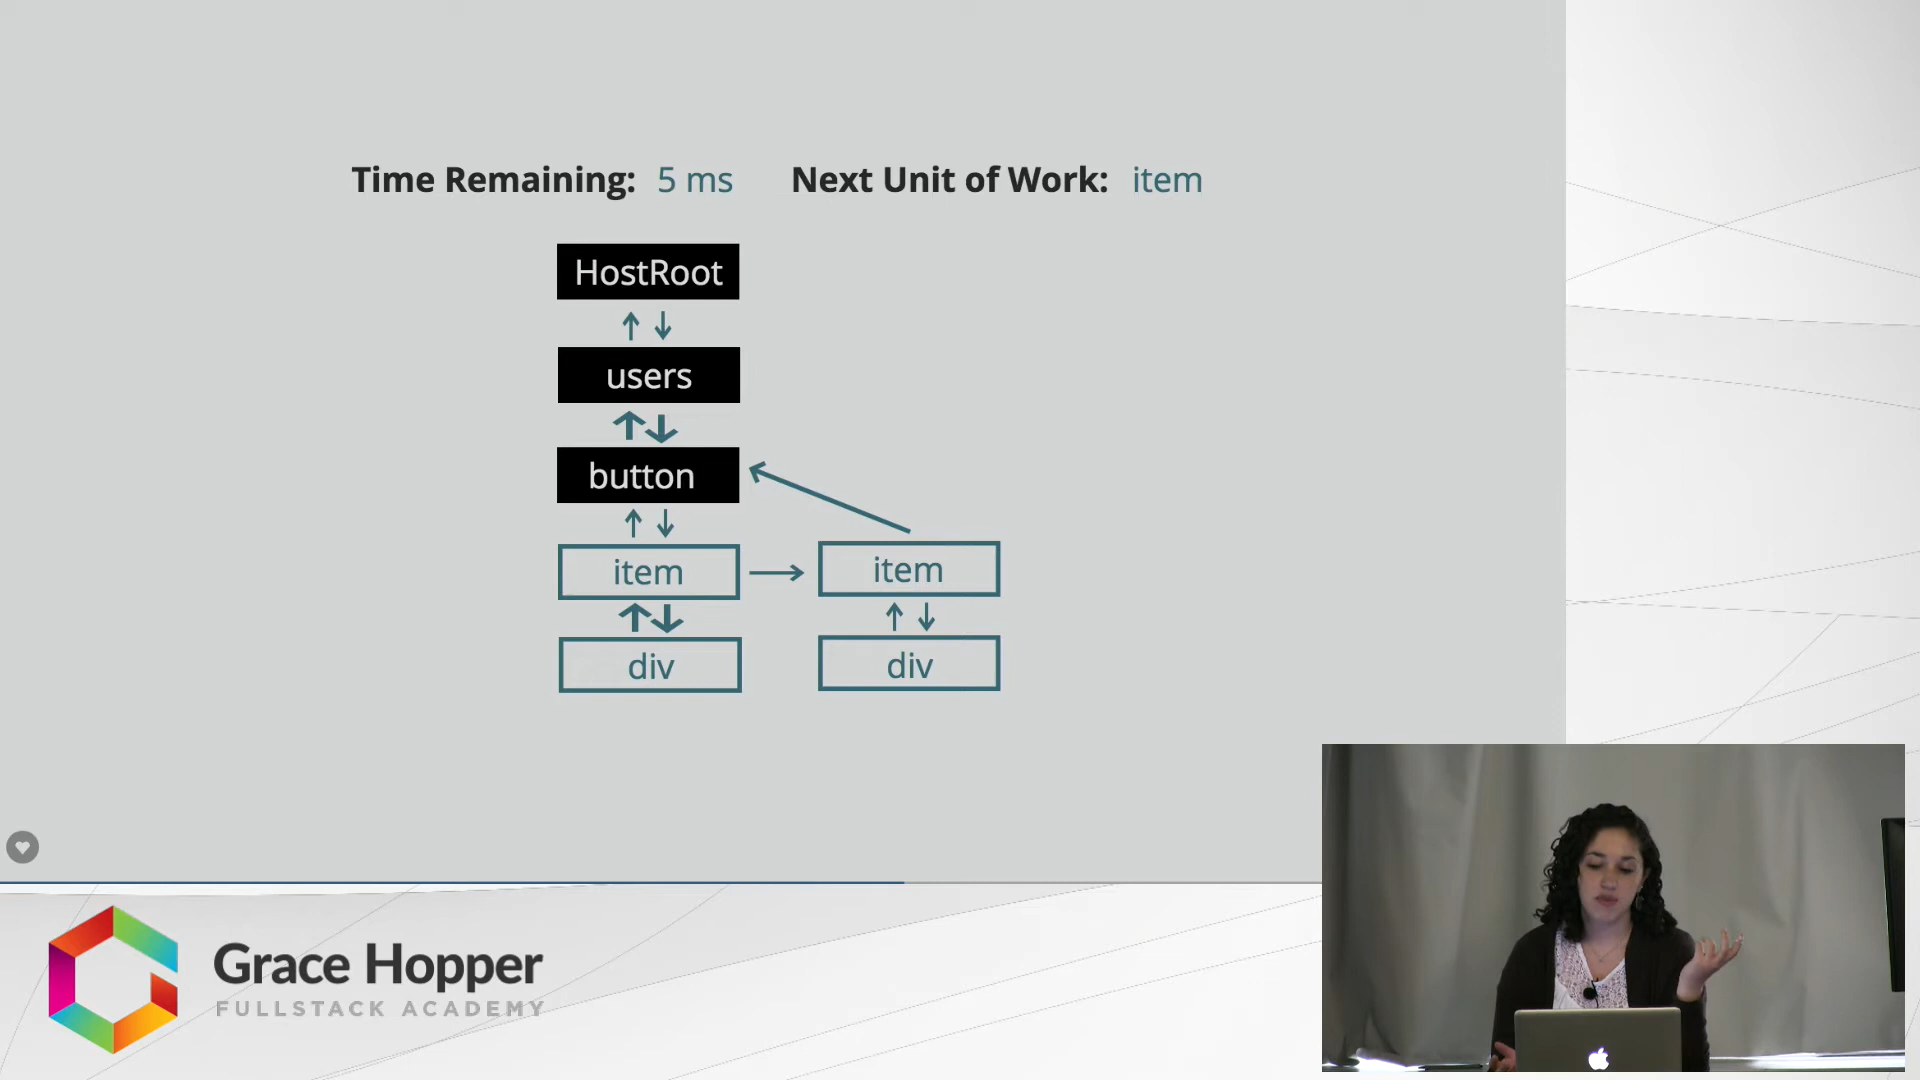 Time Remaining: 5 ms Next Unit of Work: item
HostRoot
users
button
item item
div div
Grace Hopper
FULLSTACK ACADEMY